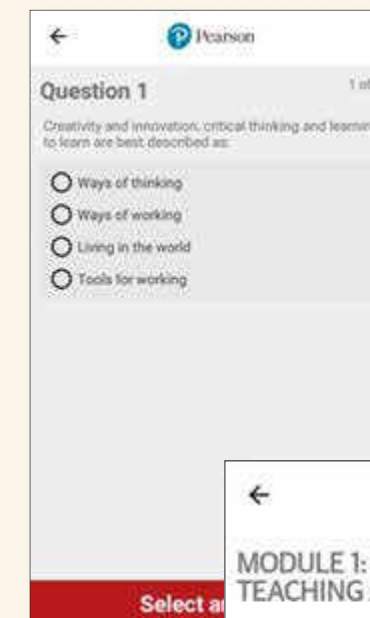 Pearson
Question 1
1 of
Creativity and innovation, critical thinking and learnin
to learn are best described as:
Ways of thinking
Ways of working
Living in the world
Tools for working
Select a
MODULE 1:
TEACHING